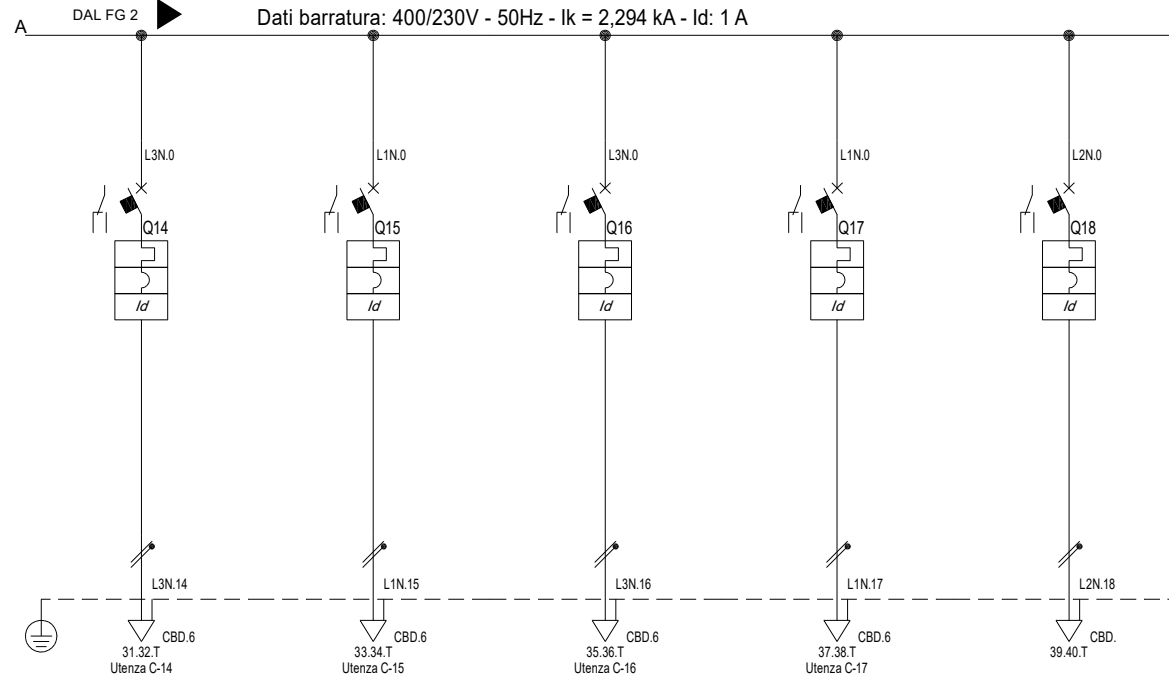 DAL FG 2
Dati barratura: 400/230V - 50Hz - Ik = 2,294 kA - Id: 1 A
A
L3N.0
L1N.0
L3N.0
L1N.0
L2N.0
Q14
Q15
Q16
Q17
Q18
Id
Id
Id
Id
Id
L3N.14
L1N.15
L3N.16
L1N.17
L2N.18
CBD.6
CBD.6
CBD.6
CBD.6
CBD.
31.32.T
33.34.T
35.36.T
37.38.T
39.40.T
Utenza C-14
Utenza C-15
Utenza C-16
Utenza C-17